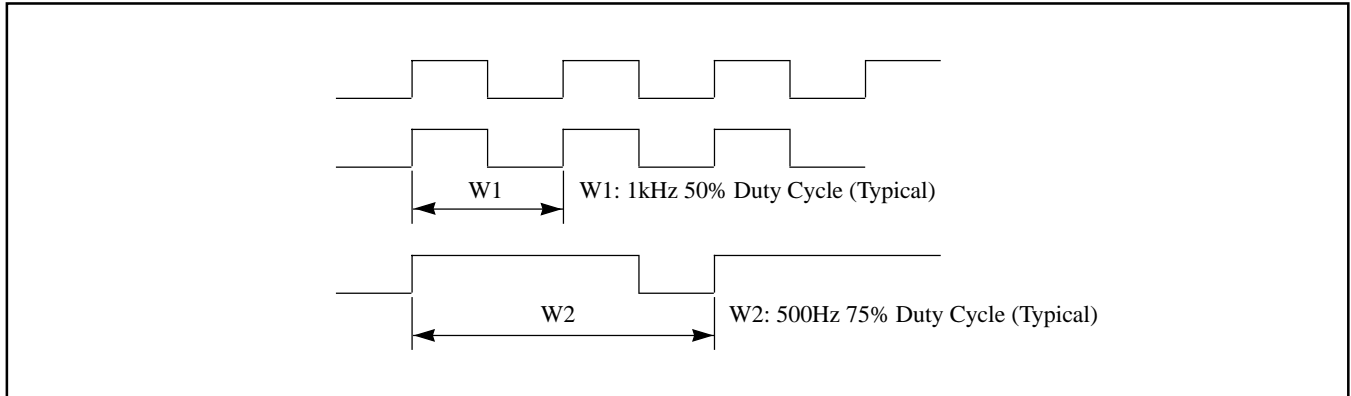 W1
W1: 1kHz 50% Duty Cycle (Typical)
W2
W2: 500Hz 75% Duty Cycle (Typical)